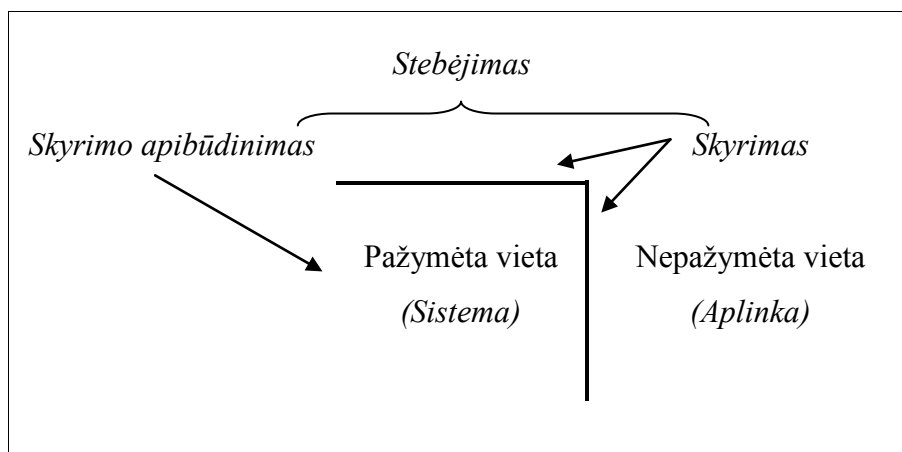 Stebėjimas
Skyrimo apibūdinimas
Skyrimas
Pažymėta vieta
Nepažymėta vieta
(Sistema)
(Aplinka)